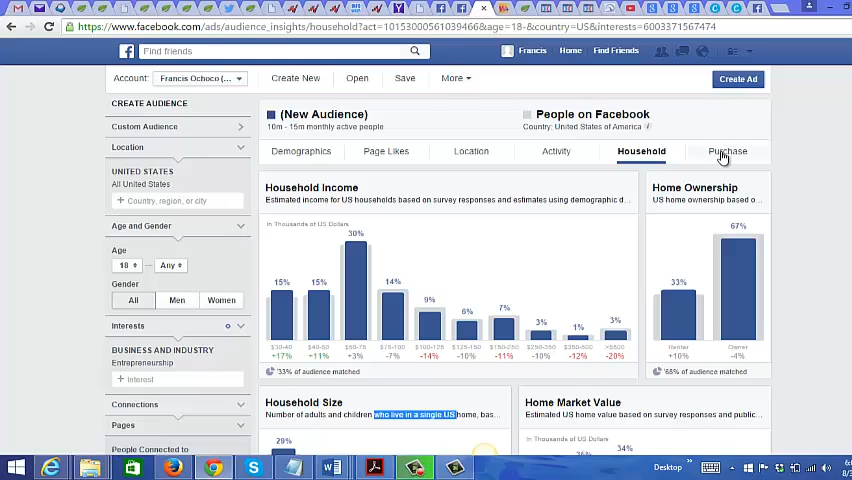 https://www.facebook.com/ads/audience_insights/household?act=10153000561039466&age=18-&country=US&interests=6003371567474
Find friends
Francis Home Find Friends
Account: Francis Ochoco (... Create New Open Save More Create Ad
CREATE AUDIENCE
Custom Audience
Location
UNITED STATES
All United States
+ Country, region, or city
Age and Gender
Age
18 — Any
Gender
All Men Women
Interests
BUSINESS AND INDUSTRY
Entrepreneurship
+ Interest
Connections
Pages
People Connected to
(New Audience)
10m - 15m monthly active people
People on Facebook
Country: United States of America
Demographics Page Likes Location Activity Household Purchase
Household Income
Estimated income for US households based on survey responses and estimates using demographic d...
In Thousands of US Dollars
15% 15% 30% 14% 9% 6% 7% 3% 1% 3%
$30-40 $40-50 $50-75 $75-100 $100-125 $125-150 $150-250 $250-350 $350-500 >$500
+17% +11% +3% -7% -14% -10% -11% -10% -12% -20%
33% of audience matched
Home Ownership
US home ownership based o...
33% 67%
Renter Owner
+10% -4%
68% of audience matched
Household Size
Number of adults and children who live in a single US home, bas...
29%
Home Market Value
Estimated US home value based on survey responses and public...
In Thousands of US Dollars
34%
Desktop